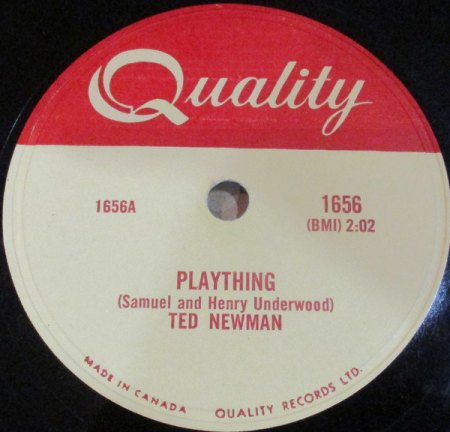 Quality
1656A
1656
(BMI) 2:02
PLAYTHING
(Samuel and Henry Underwood)
TED NEWMAN
MADE IN CANADA QUALITY RECORDS LTD.